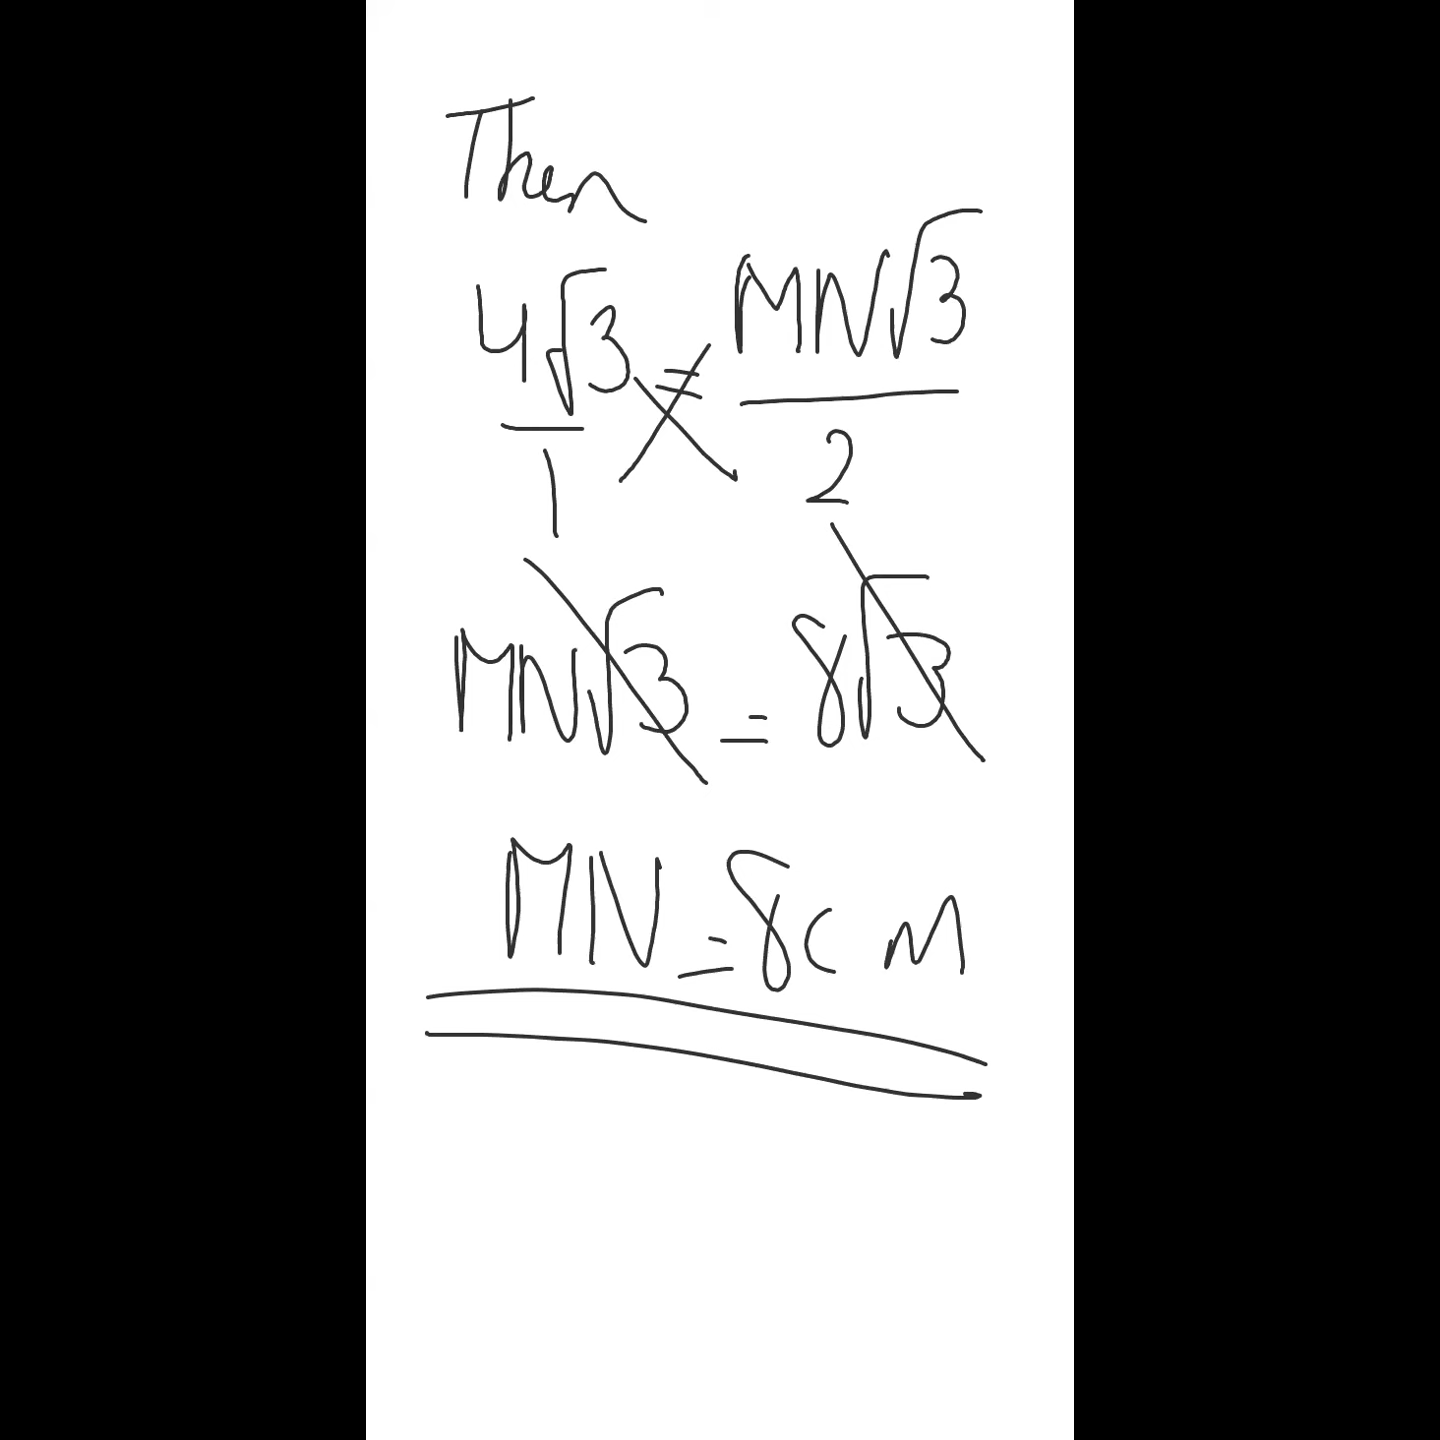 Then
4√3/1 = MN√3/2
MN√3 = 8√3
MN = 8cm